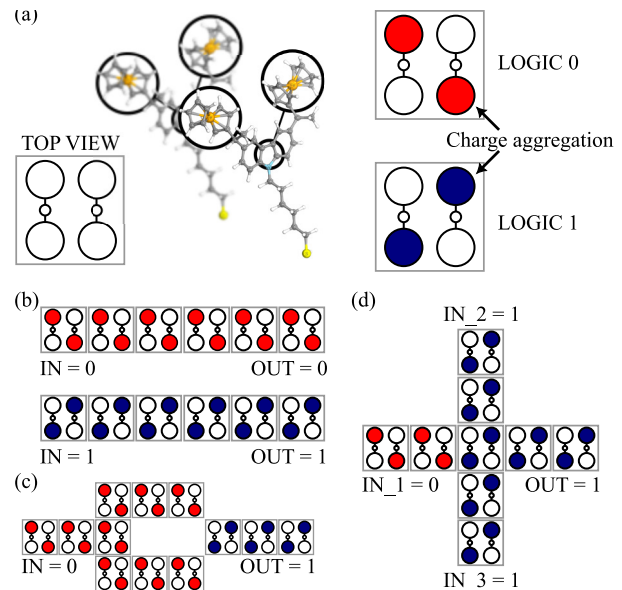 (a)
LOGIC 0
TOP VIEW
Charge aggregation
LOGIC 1
(b)
IN = 0
OUT = 0
IN = 1
OUT = 1
(c)
IN = 0
OUT = 1
(d)
IN_2 = 1
IN_1 = 0
OUT = 1
IN_3 = 1